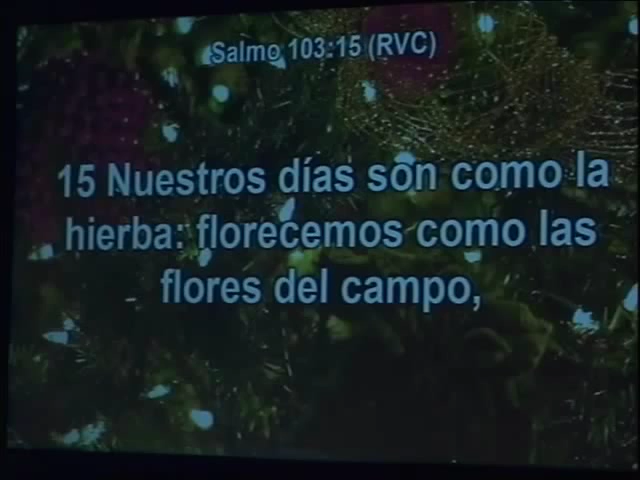 Salmo 103:15 (RVC)
15 Nuestros días son como la
hierba: florecemos como las
flores del campo,